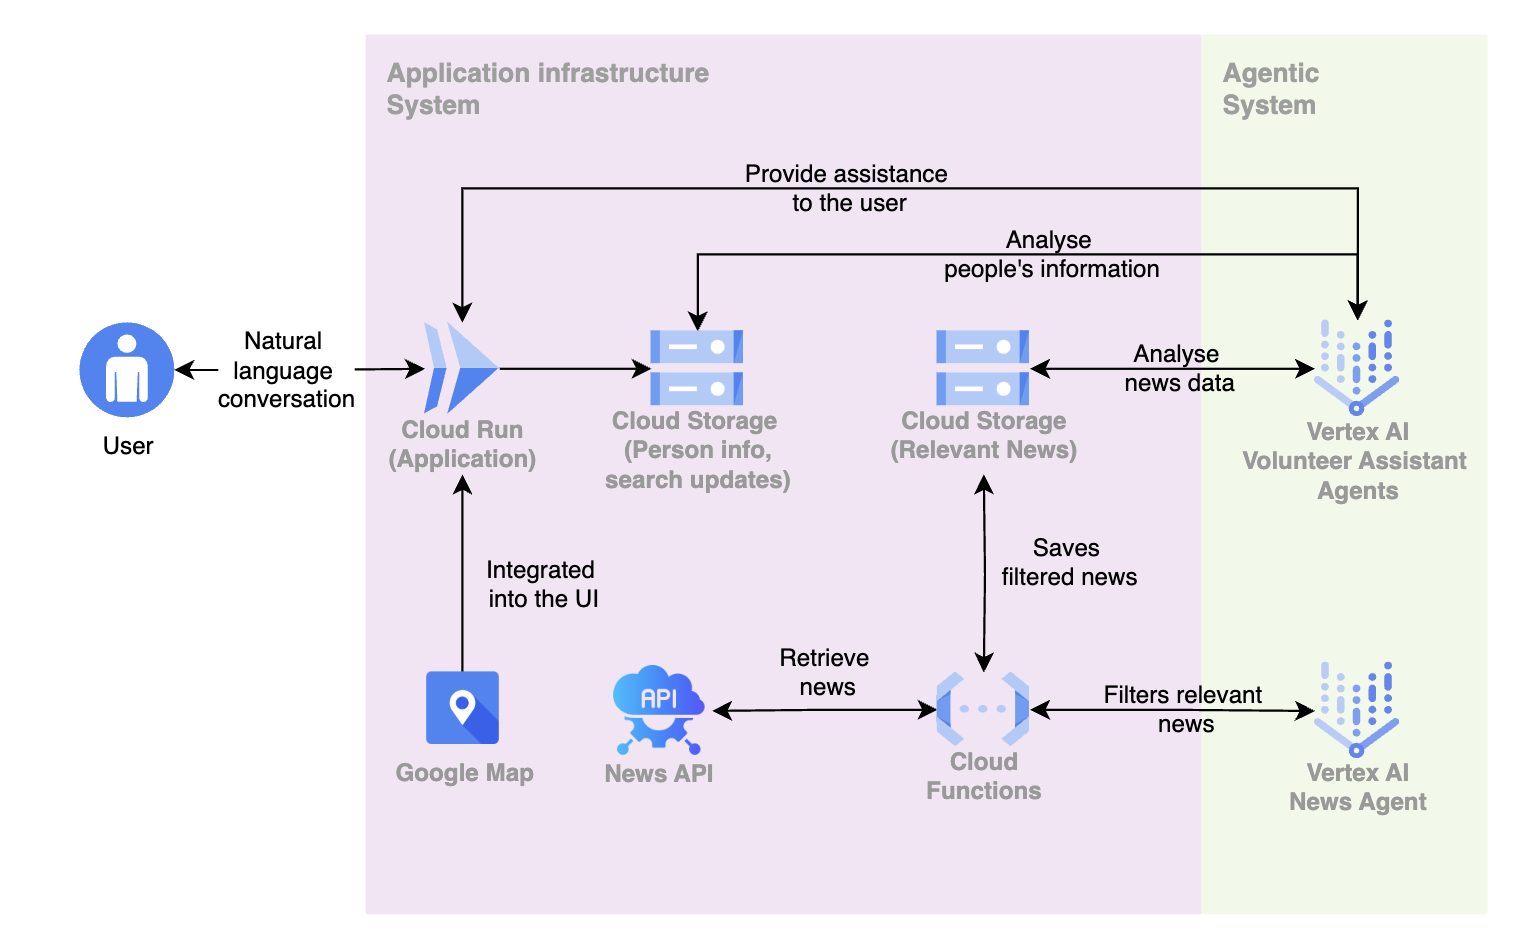 Application infrastructure
System
Agentic
System
Provide assistance
to the user
Analyse
people's information
Natural
language
conversation
User
Cloud Run
(Application)
Cloud Storage
(Person info,
search updates)
Cloud Storage
(Relevant News)
Analyse
news data
Vertex AI
Volunteer Assistant
Agents
Integrated
into the UI
Saves
filtered news
Google Map
API
News API
Retrieve
news
Cloud
Functions
Filters relevant
news
Vertex AI
News Agent